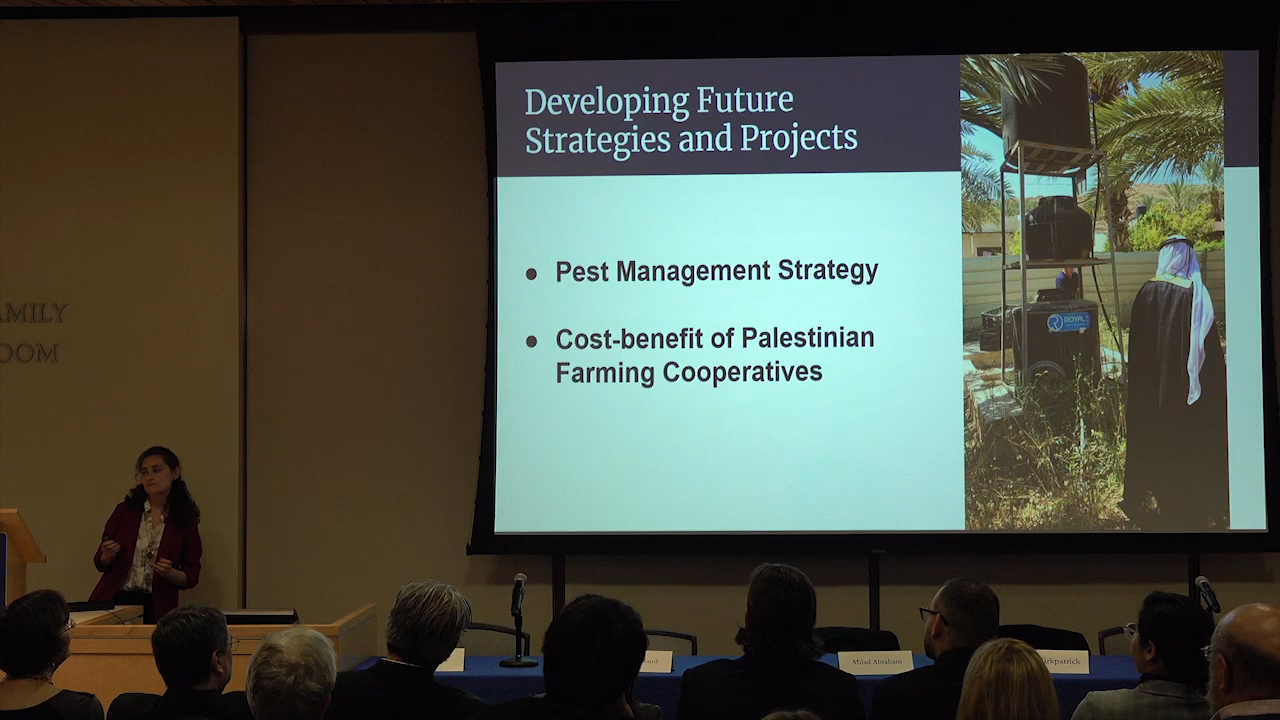 Developing Future
Strategies and Projects
● Pest Management Strategy
● Cost-benefit of Palestinian
Farming Cooperatives
ROYAL
AMILY
OOM
Milad Abraham